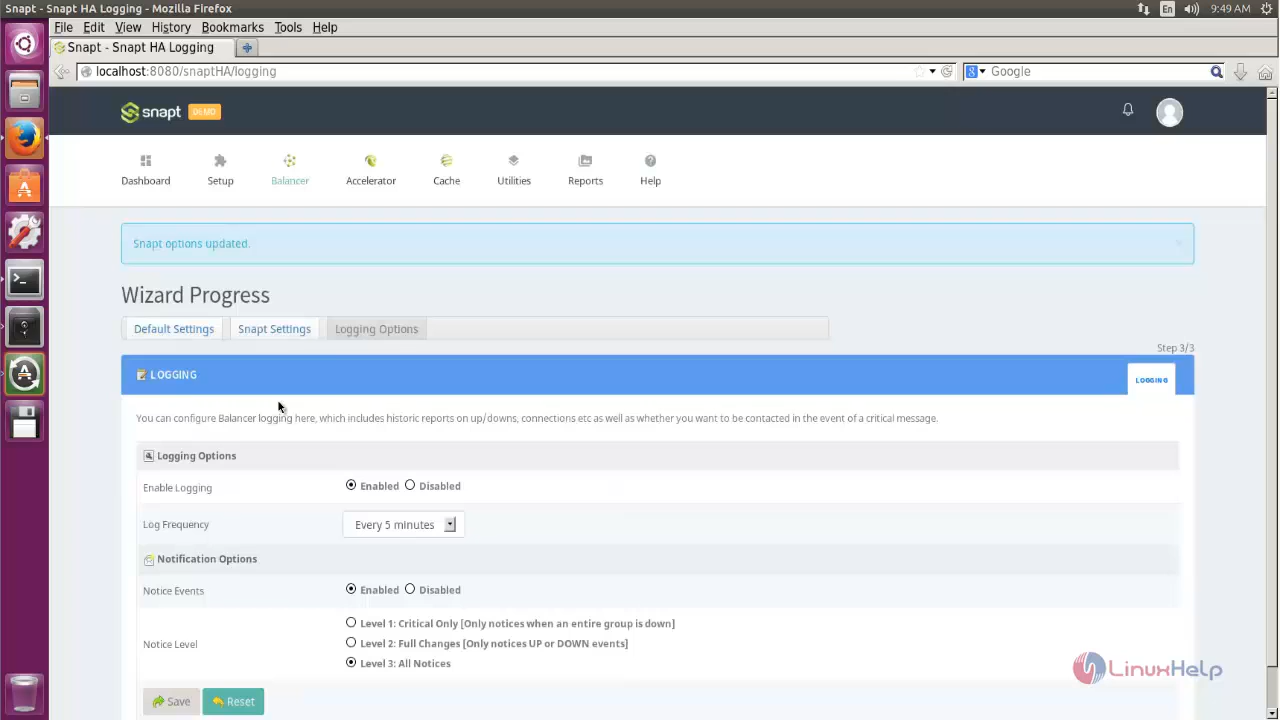 Snapt - Snapt HA Logging - Mozilla Firefox
En
9:49 AM
File Edit View History Bookmarks Tools Help
Snapt - Snapt HA Logging
localhost:8080/snaptHA/logging
8
Google
snapt DEMO
Dashboard Setup Balancer Accelerator Cache Utilities Reports Help
Snapt options updated.
×
Wizard Progress
Default Settings Snapt Settings Logging Options
Step 3/3
LOGGING
LOGGING
You can configure Balancer logging here, which includes historic reports on up/downs, connections etc as well as whether you want to be contacted in the event of a critical message.
Logging Options
Enable Logging Enabled Disabled
Log Frequency Every 5 minutes
Notification Options
Notice Events Enabled Disabled
Level 1: Critical Only [Only notices when an entire group is down]
Notice Level Level 2: Full Changes [Only notices UP or DOWN events]
Level 3: All Notices
LinuxHelp
Save Reset